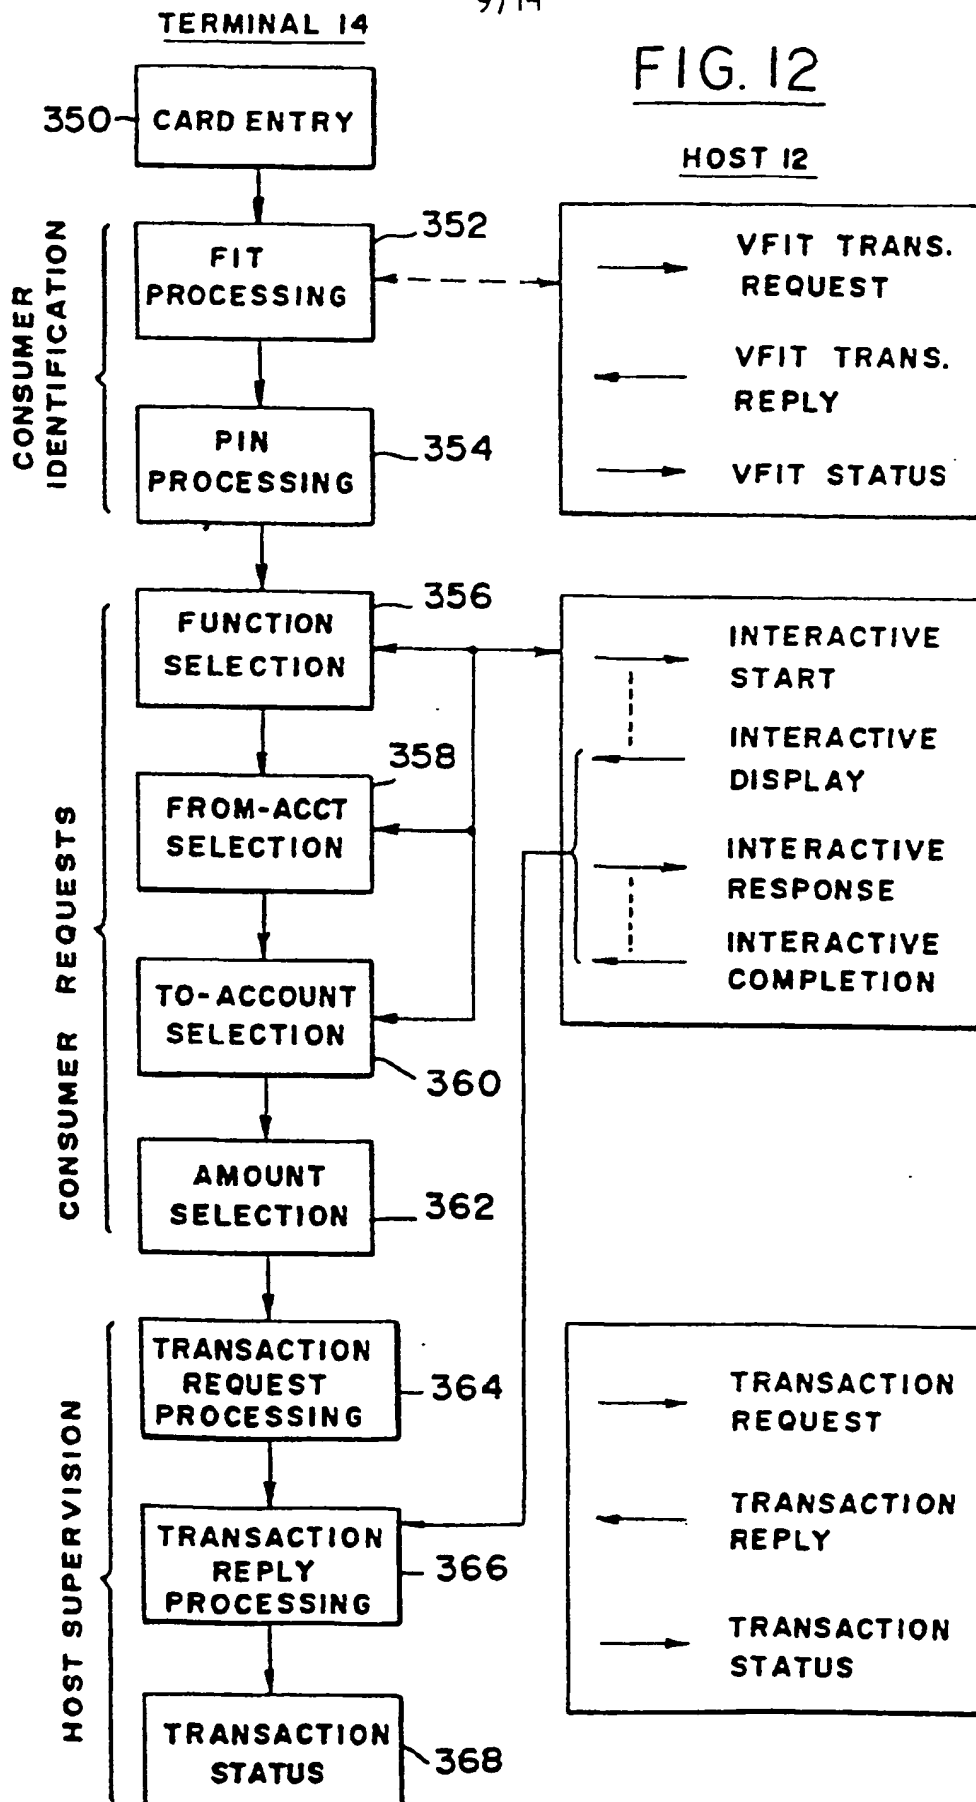 9/14
TERMINAL 14
FIG. 12
350
CARD ENTRY
HOST 12
CONSUMER
IDENTIFICATION
352
FIT
PROCESSING
VFIT TRANS.
REQUEST
VFIT TRANS.
REPLY
354
PIN
PROCESSING
VFIT STATUS
CONSUMER REQUESTS
356
FUNCTION
SELECTION
INTERACTIVE
START
358
INTERACTIVE
DISPLAY
FROM-ACCT
SELECTION
INTERACTIVE
RESPONSE
TO-ACCOUNT
SELECTION
INTERACTIVE
COMPLETION
360
AMOUNT
SELECTION
362
HOST SUPERVISION
TRANSACTION
REQUEST
PROCESSING
364
TRANSACTION
REQUEST
TRANSACTION
REPLY
PROCESSING
366
TRANSACTION
REPLY
TRANSACTION
STATUS
TRANSACTION
STATUS
368